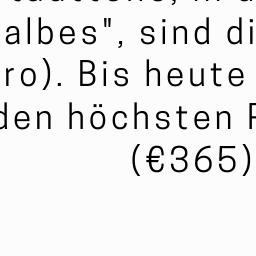 albes", sind di
ro). Bis heute
den höchsten
(€365)